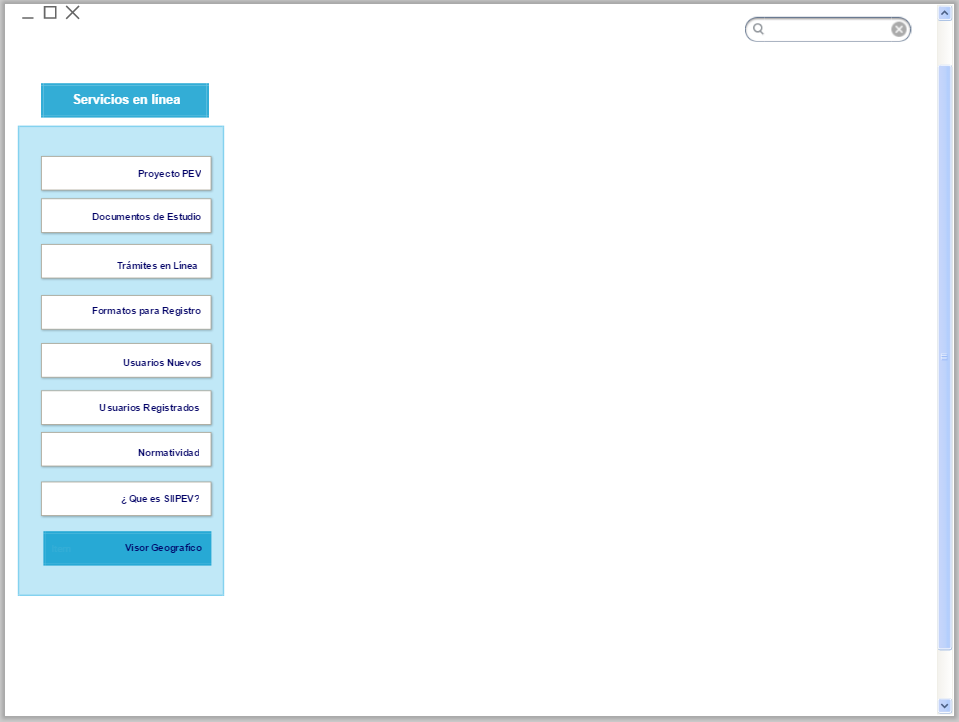 Servicios en línea
Proyecto PEV
Documentos de Estudio
Trámites en Línea
Formatos para Registro
Usuarios Nuevos
Usuarios Registrados
Normatividad
¿ Que es SIIPEV?
Visor Geografico